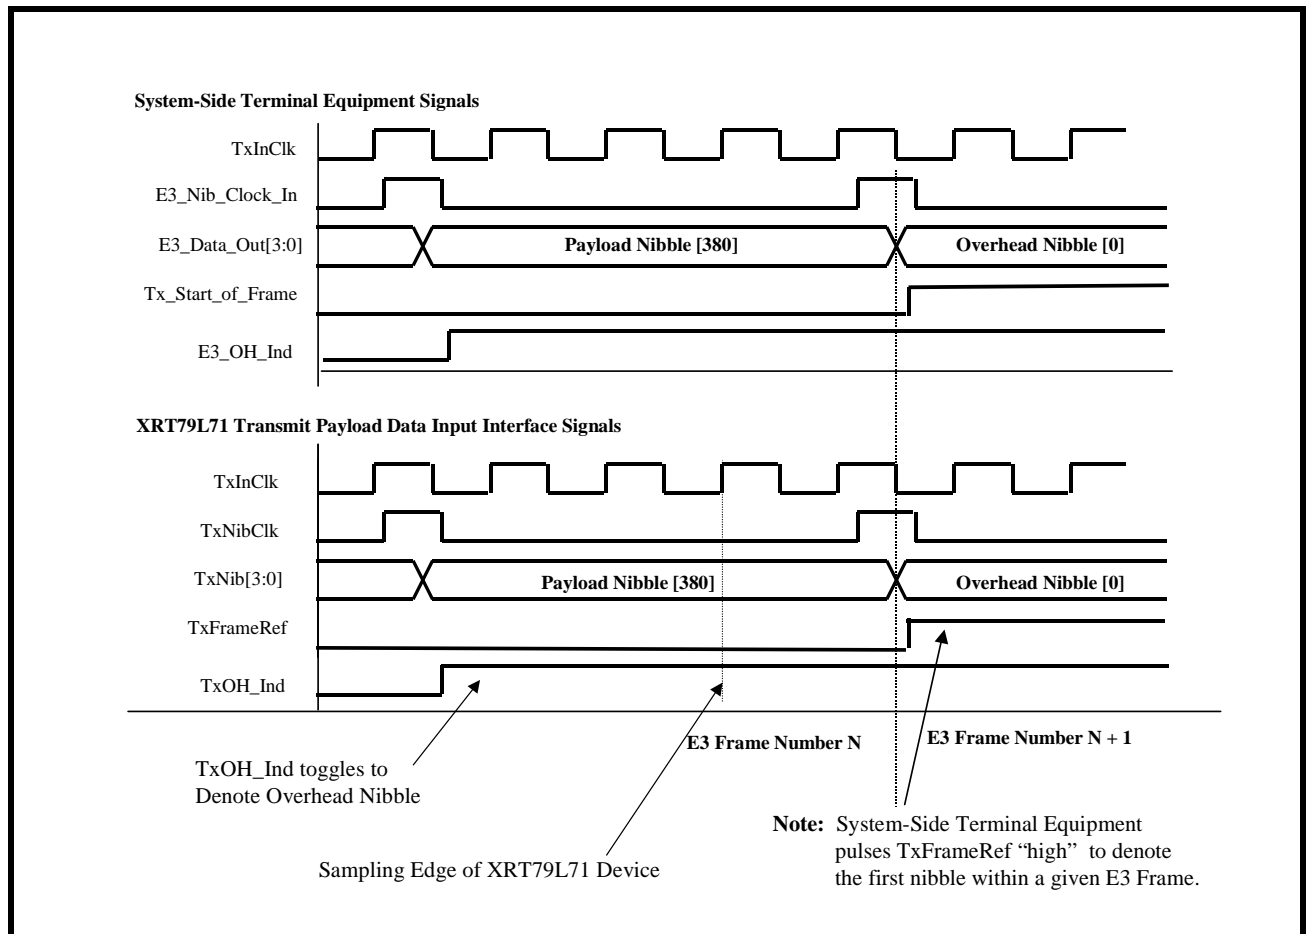 System-Side Terminal Equipment Signals
TxInClk
E3_Nib_Clock_In
E3_Data_Out[3:0]
Payload Nibble [380]
Overhead Nibble [0]
Tx_Start_of_Frame
E3_OH_Ind
XRT79L71 Transmit Payload Data Input Interface Signals
TxInClk
TxNibClk
TxNib[3:0]
Payload Nibble [380]
Overhead Nibble [0]
TxFrameRef
TxOH_Ind
E3 Frame Number N
E3 Frame Number N + 1
TxOH_Ind toggles to
Denote Overhead Nibble
Sampling Edge of XRT79L71 Device
Note: System-Side Terminal Equipment
pulses TxFrameRef “high” to denote
the first nibble within a given E3 Frame.